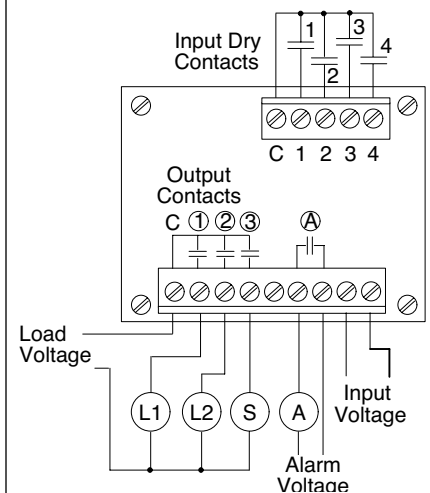 1
3
4
2
Input Dry
Contacts
C 1 2 3 4
Output
Contacts
C ① ② ③
Ⓐ
Load
Voltage
L1
L2
S
A
Input
Voltage
Alarm
Voltage